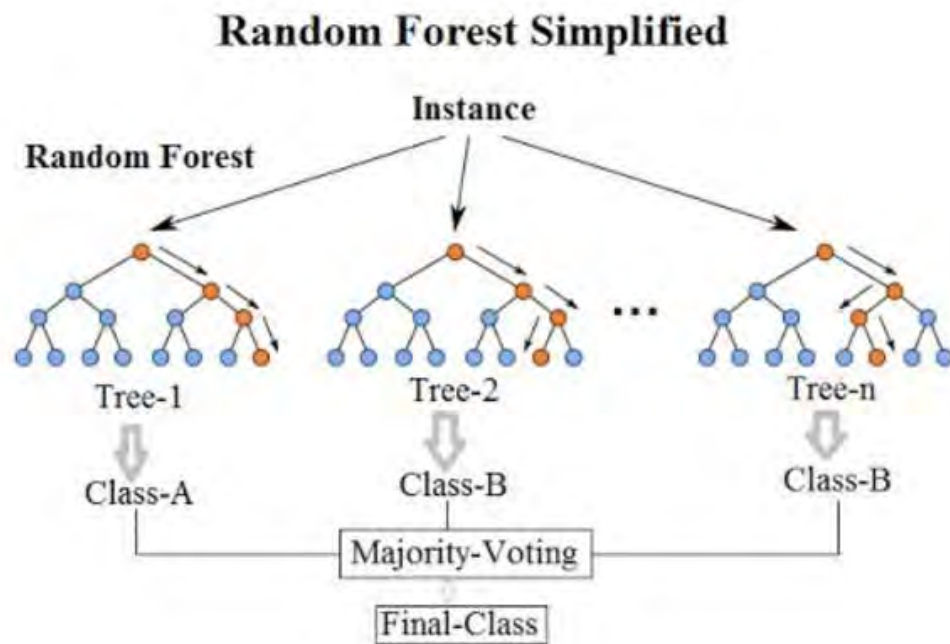 Random Forest Simplified
Instance
Random Forest
...
Tree-1
Tree-2
Tree-n
Class-A
Class-B
Class-B
Majority-Voting
Final-Class